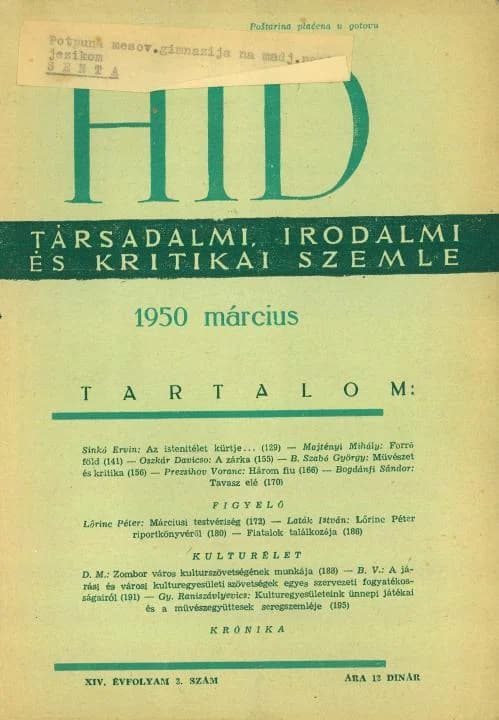 Poštarina plaćena u gotovu
Potpuna mesov.gimnazija na madj.
jezikom
S E N T A
HID
TÁRSADALMI, IRODALMI
ÉS KRITIKAI SZEMLE
1950 március
TARTALOM:
Sinkó Ervin: Az istenitélet kürtje... (129) — Majtényi Mihály: Forró
föld (141) — Oszkár Davicso: A zárka (155) — B. Szabó György: Müvészet
és kritika (156) — Prezsihov Voranc: Három fiu (166) — Bogdánfi Sándor:
Tavasz elé (170)
FIGYELŐ
Lőrinc Péter: Márciusi testvériség (172) — Laták István: Lőrinc Péter
riportkönyvéről (180) — Fiatalok találkozója (186)
KULTURÉLET
D. M.: Zombor város kulturszövetségének munkája (188) — B. V.: A já-
rási és városi kulturegyesületi szövetségek egyes szervezeti fogyatékos-
ságairól (191) — Gy. Raniszávlyevics: Kulturegyesületeink ünnepi játékai
és a müvészegyüttesek seregszemléje (195)
KRÓNIKA
XIV. ÉVFOLYAM 3. SZÁM
ÁRA 12 DINÁR